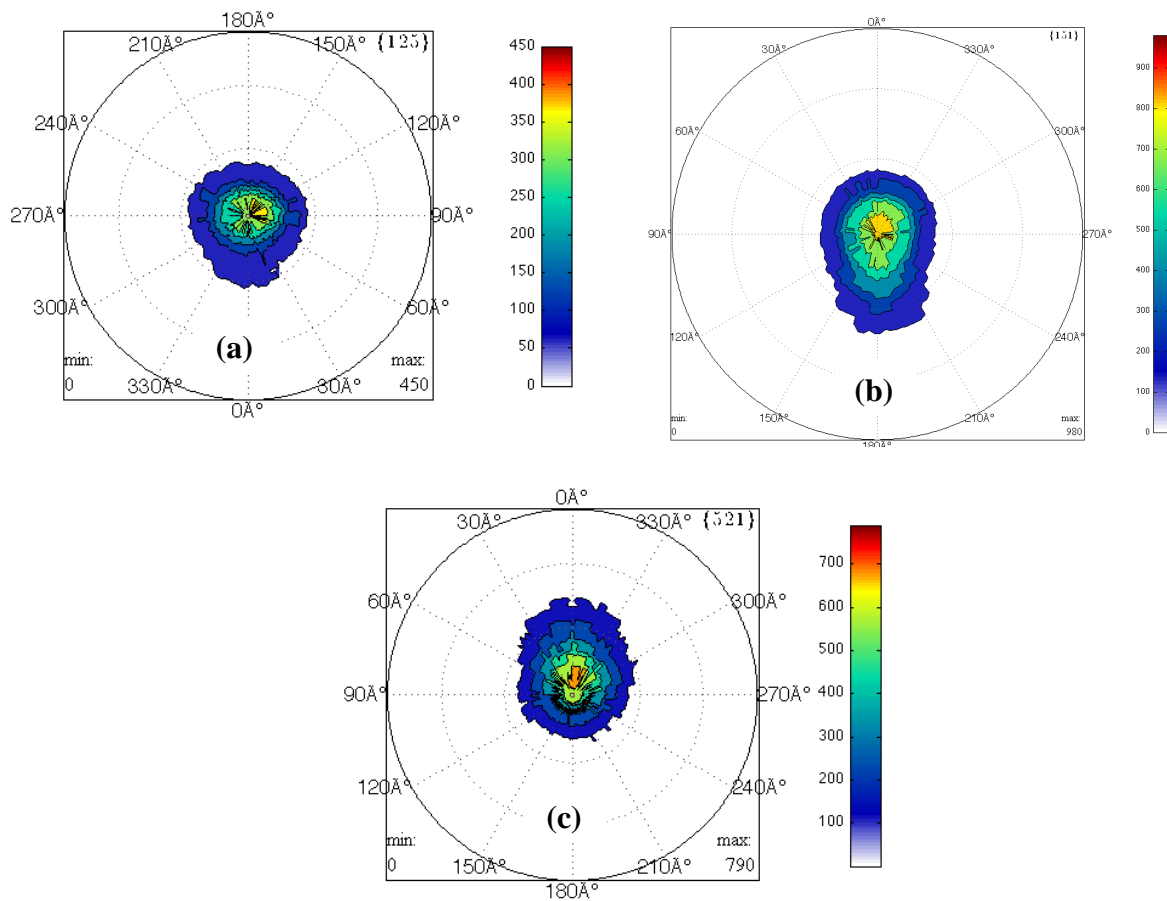 180Â°
210Â°
150Â°
{125}
240Â°
120Â°
270Â°
90Â°
300Â°
60Â°
330Â°
30Â°
0Â°
min:
0
max:
450
(a)
450
400
350
300
250
200
150
100
50
0
0Â°
30Â°
330Â°
{151}
60Â°
300Â°
90Â°
270Â°
120Â°
240Â°
150Â°
210Â°
180Â°
min:
0
max:
980
(b)
900
800
700
600
500
400
300
200
100
0
0Â°
30Â°
330Â°
{521}
60Â°
300Â°
90Â°
270Â°
120Â°
240Â°
150Â°
210Â°
180Â°
min:
0
max:
790
(c)
700
600
500
400
300
200
100